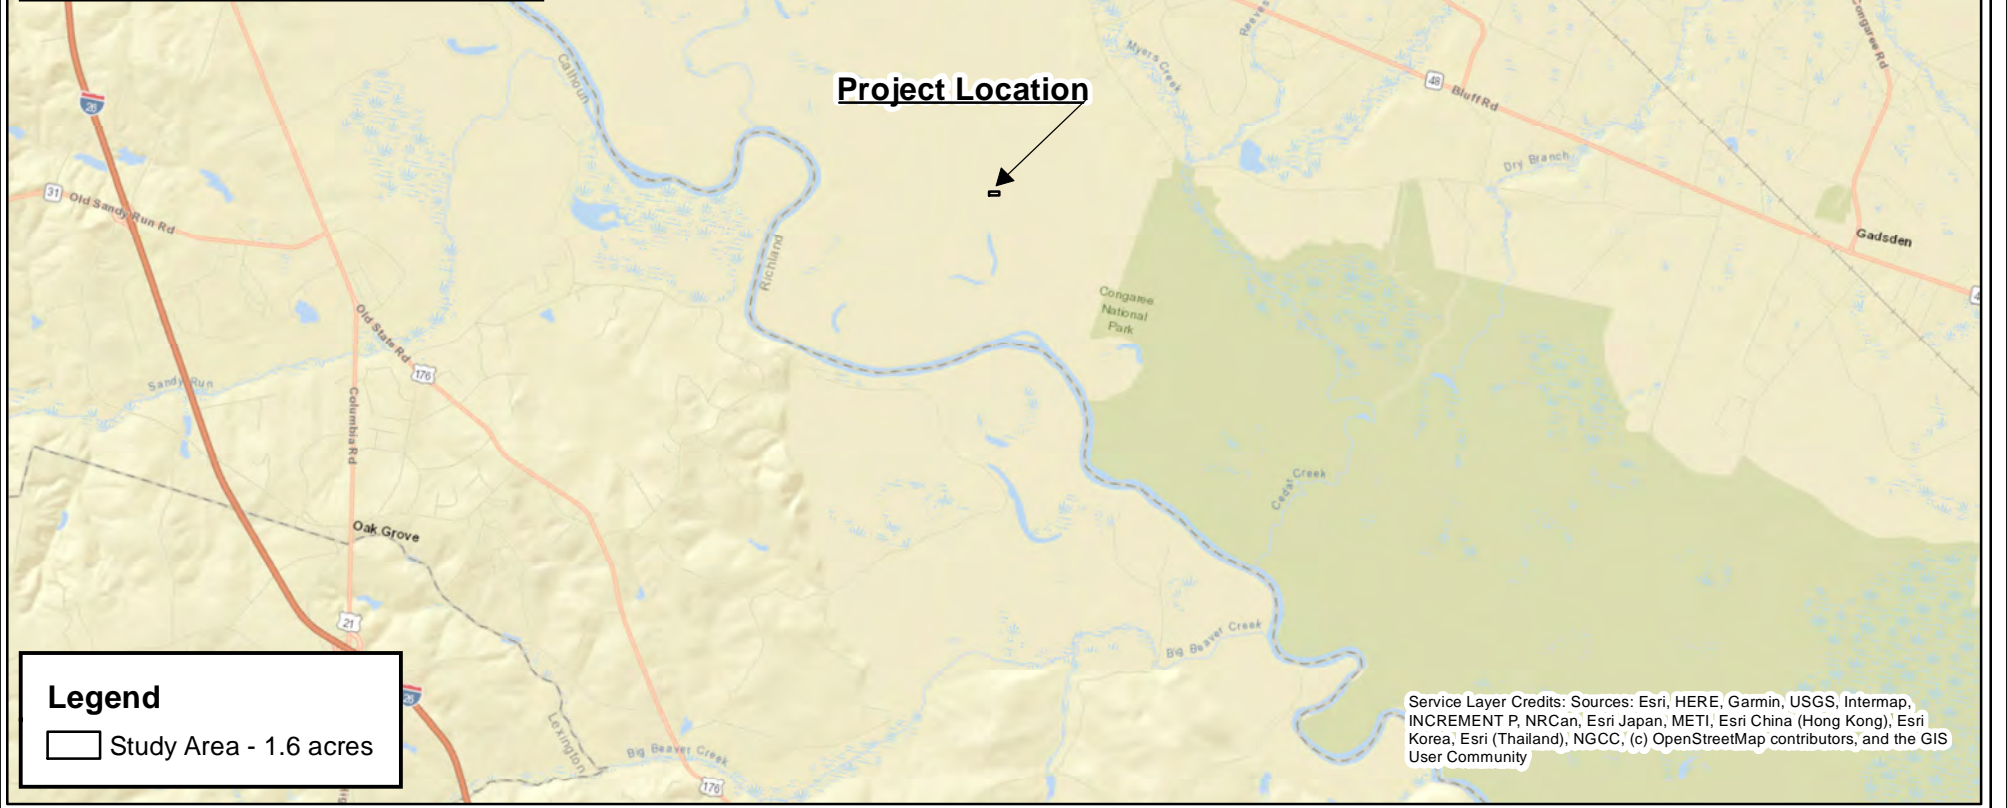 Congaree Rd
Reeves
Calhoun
Myers Creek
Project Location
48
Bluff Rd
26
Dry Branch
31
Old Sandy Run Rd
Richland
Gadsden
Congaree
National
Park
4
Old State Rd
176
Sandy Run
Columbia Rd
Cedar Creek
Oak Grove
21
Big Beaver Creek
Legend
Study Area - 1.6 acres
26
Lexington
Big Beaver Creek
176
Service Layer Credits: Sources: Esri, HERE, Garmin, USGS, Intermap,
INCREMENT P, NRCan, Esri Japan, METI, Esri China (Hong Kong), Esri
Korea, Esri (Thailand), NGCC, (c) OpenStreetMap contributors, and the GIS
User Community